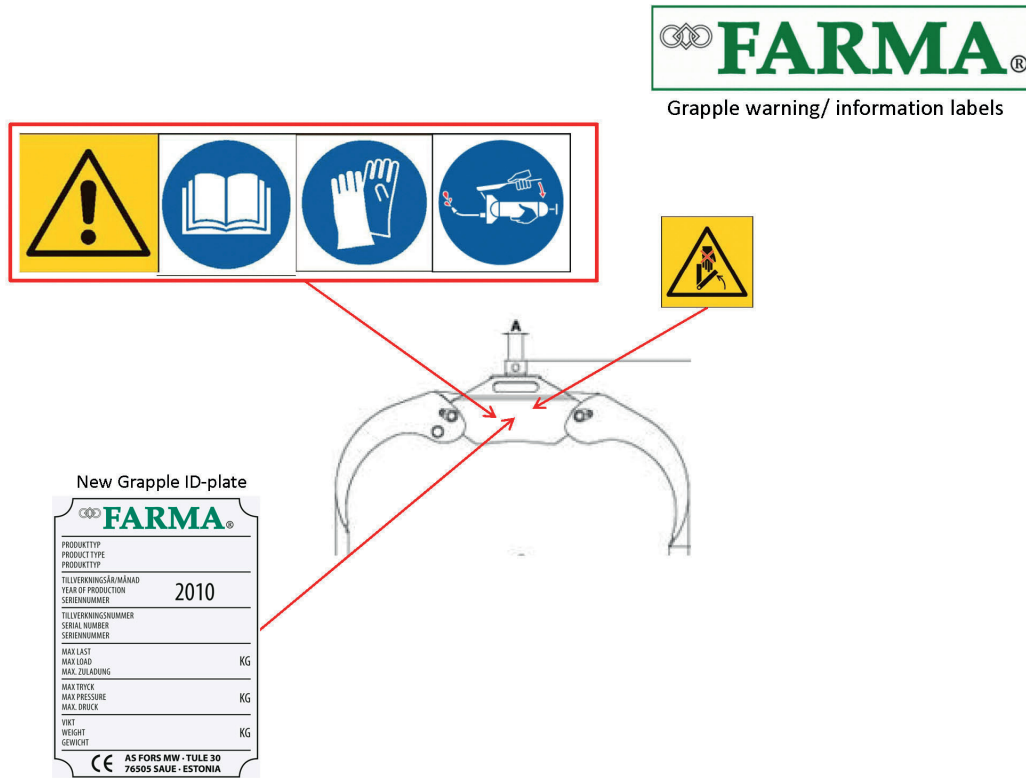 FARMA®
Grapple warning/ information labels
A
New Grapple ID-plate
FARMA®
PRODUKTTYP
PRODUCT TYPE
PRODUKTTYP
TILLVERKNINGSÅR/MÅNAD
YEAR OF PRODUCTION
SERIENNUMMER
2010
TILLVERKNINGSNUMMER
SERIAL NUMBER
SERIENNUMMER
MAX LAST
MAX LOAD
MAX. ZULADUNG
KG
MAX TRYCK
MAX PRESSURE
MAX. DRUCK
KG
VIKT
WEIGHT
GEWICHT
KG
CE
AS FORS MW · TULE 30
76505 SAUE · ESTONIA